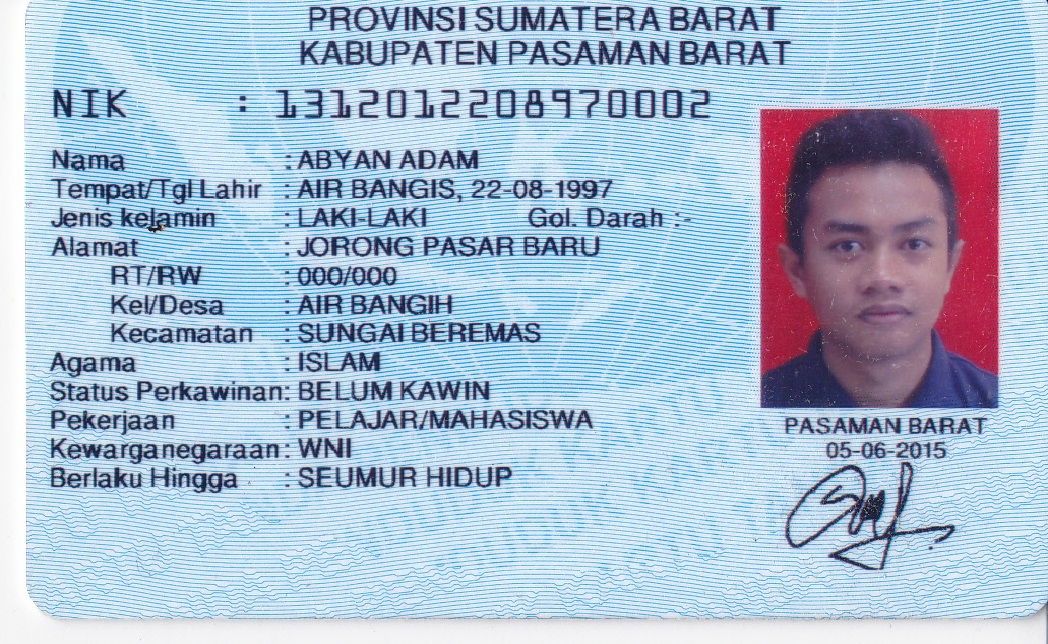 PROVINSI SUMATERA BARAT
KABUPATEN PASAMAN BARAT
NIK : 1312012208970002
Nama : ABYAN ADAM
Tempat/Tgl Lahir : AIR BANGIS, 22-08-1997
Jenis kelamin : LAKI-LAKI Gol. Darah :-
Alamat : JORONG PASAR BARU
RT/RW : 000/000
Kel/Desa : AIR BANGIH
Kecamatan : SUNGAI BEREMAS
Agama : ISLAM
Status Perkawinan: BELUM KAWIN
Pekerjaan : PELAJAR/MAHASISWA
Kewarganegaraan: WNI
Berlaku Hingga : SEUMUR HIDUP
PASAMAN BARAT
05-06-2015